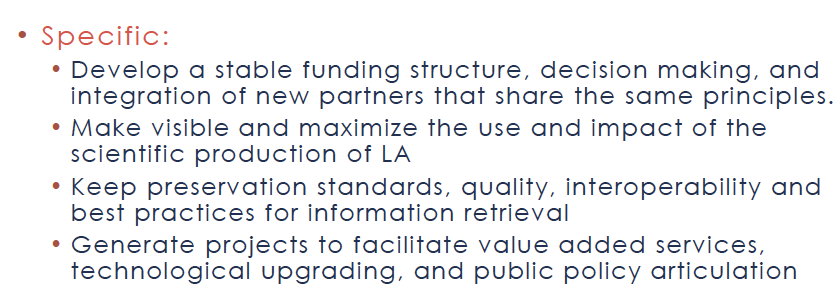 • Specific:
• Develop a stable funding structure, decision making, and
integration of new partners that share the same principles.
• Make visible and maximize the use and impact of the
scientific production of LA
• Keep preservation standards, quality, interoperability and
best practices for information retrieval
• Generate projects to facilitate value added services,
technological upgrading, and public policy articulation